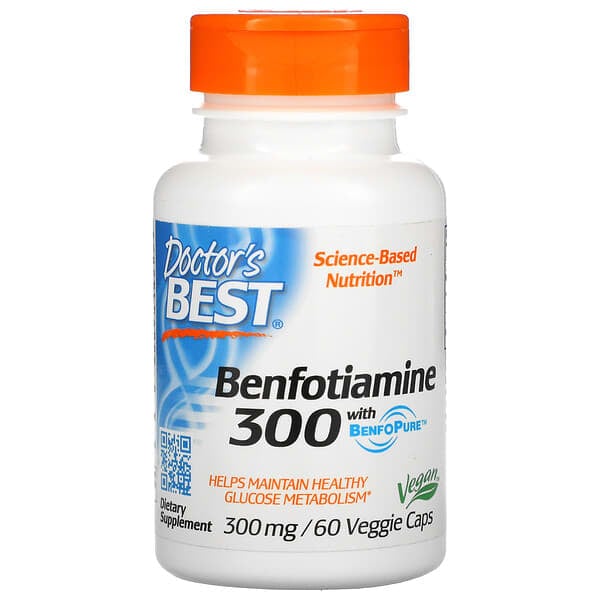 Doctor's
BEST®
Science-Based
Nutrition™
Benfotiamine
300 with
BENFOPURE™
HELPS MAINTAIN HEALTHY
GLUCOSE METABOLISM*
Vegan
Dietary
Supplement
300 mg / 60 Veggie Caps